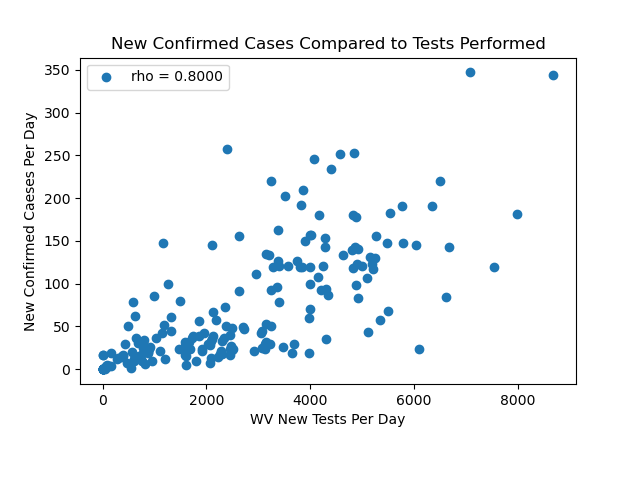 New Confirmed Cases Compared to Tests Performed
rho = 0.8000
New Confirmed Caeses Per Day
350
300
250
200
150
100
50
0
0 2000 4000 6000 8000
WV New Tests Per Day